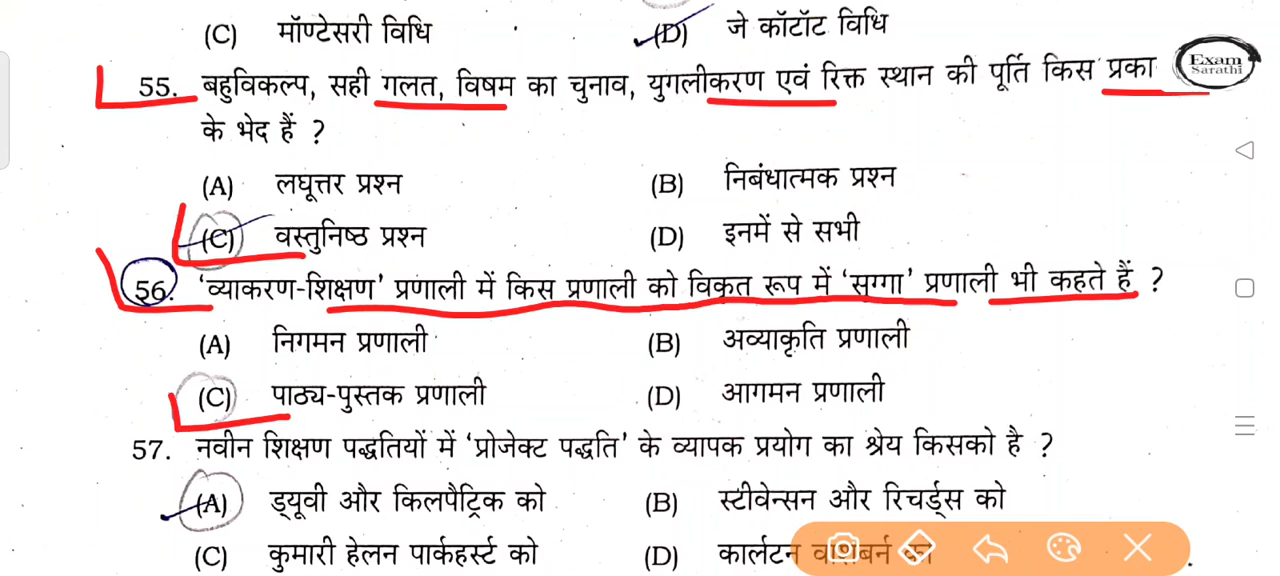 (C) मॉण्टेसरी विधि (D) जे कॉटॉट विधि
Exam Sarathi
55. बहुविकल्प, सही गलत, विषम का चुनाव, युगलीकरण एवं रिक्त स्थान की पूर्ति किस प्रका
के भेद हैं ?
(A) लघूत्तर प्रश्न (B) निबंधात्मक प्रश्न
(C) वस्तुनिष्ठ प्रश्न (D) इनमें से सभी
56. ‘व्याकरण-शिक्षण’ प्रणाली में किस प्रणाली को विकृत रूप में ‘सुग्गा’ प्रणाली भी कहते हैं ?
(A) निगमन प्रणाली (B) अव्याकृति प्रणाली
(C) पाठ्य-पुस्तक प्रणाली (D) आगमन प्रणाली
57. नवीन शिक्षण पद्धतियों में ‘प्रोजेक्ट पद्धति’ के व्यापक प्रयोग का श्रेय किसको है ?
(A) ड्यूवी और किलपैट्रिक को (B) स्टीवेन्सन और रिचर्ड्स को
(C) कुमारी हेलन पार्कहर्स्ट को (D) कार्लटन वाशबर्न को